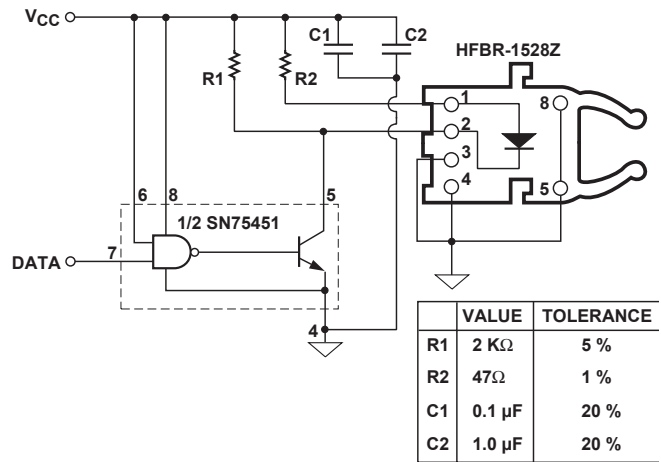 VCC
C1
C2
HFBR-1528Z
R1
R2
1
8
2
3
4
5
6
8
5
1/2 SN75451
DATA
7
4
VALUE TOLERANCE
R1 2 KΩ 5 %
R2 47Ω 1 %
C1 0.1 µF 20 %
C2 1.0 µF 20 %